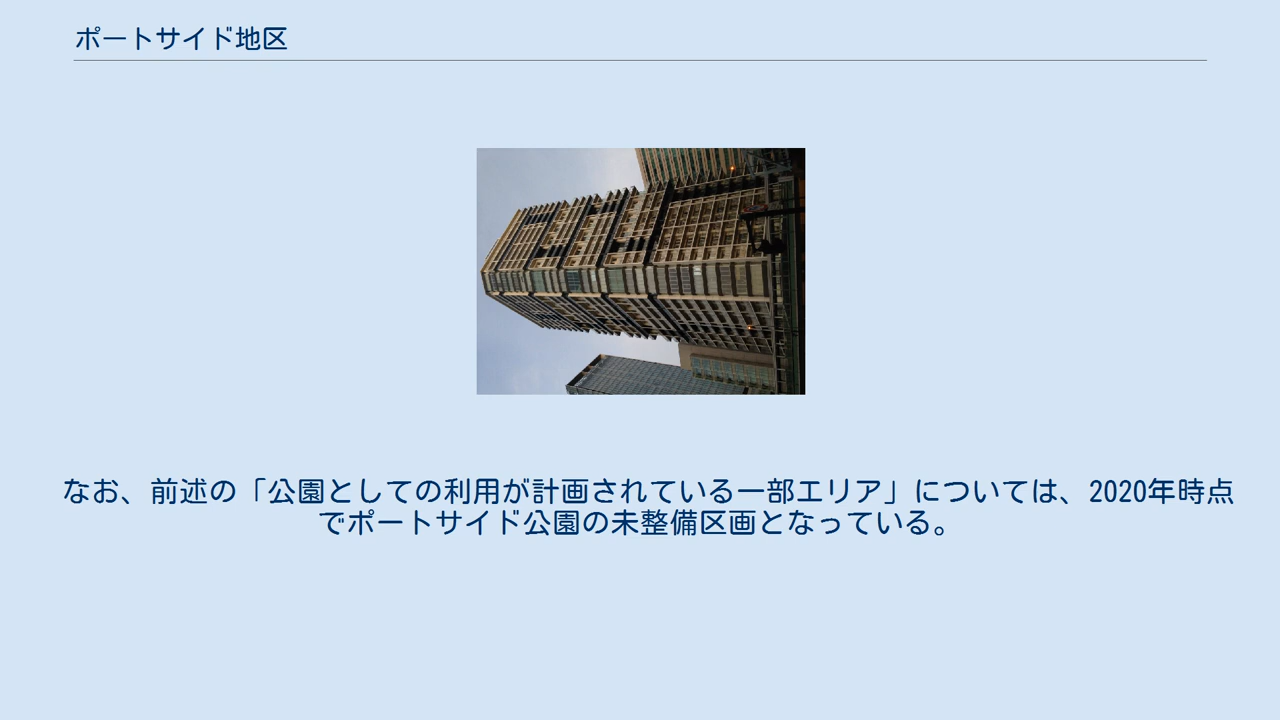 ポートサイド地区
なお、前述の「公園としての利用が計画されている一部エリア」については、2020年時点
でポートサイド公園の未整備区画となっている。